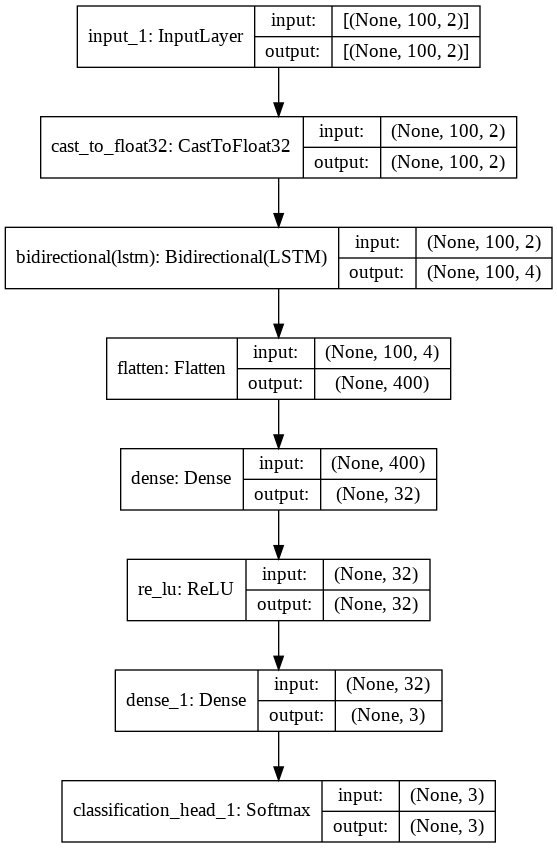 input_1: InputLayer
input: [(None, 100, 2)]
output: [(None, 100, 2)]
cast_to_float32: CastToFloat32
input: (None, 100, 2)
output: (None, 100, 2)
bidirectional(lstm): Bidirectional(LSTM)
input: (None, 100, 2)
output: (None, 100, 4)
flatten: Flatten
input: (None, 100, 4)
output: (None, 400)
dense: Dense
input: (None, 400)
output: (None, 32)
re_lu: ReLU
input: (None, 32)
output: (None, 32)
dense_1: Dense
input: (None, 32)
output: (None, 3)
classification_head_1: Softmax
input: (None, 3)
output: (None, 3)